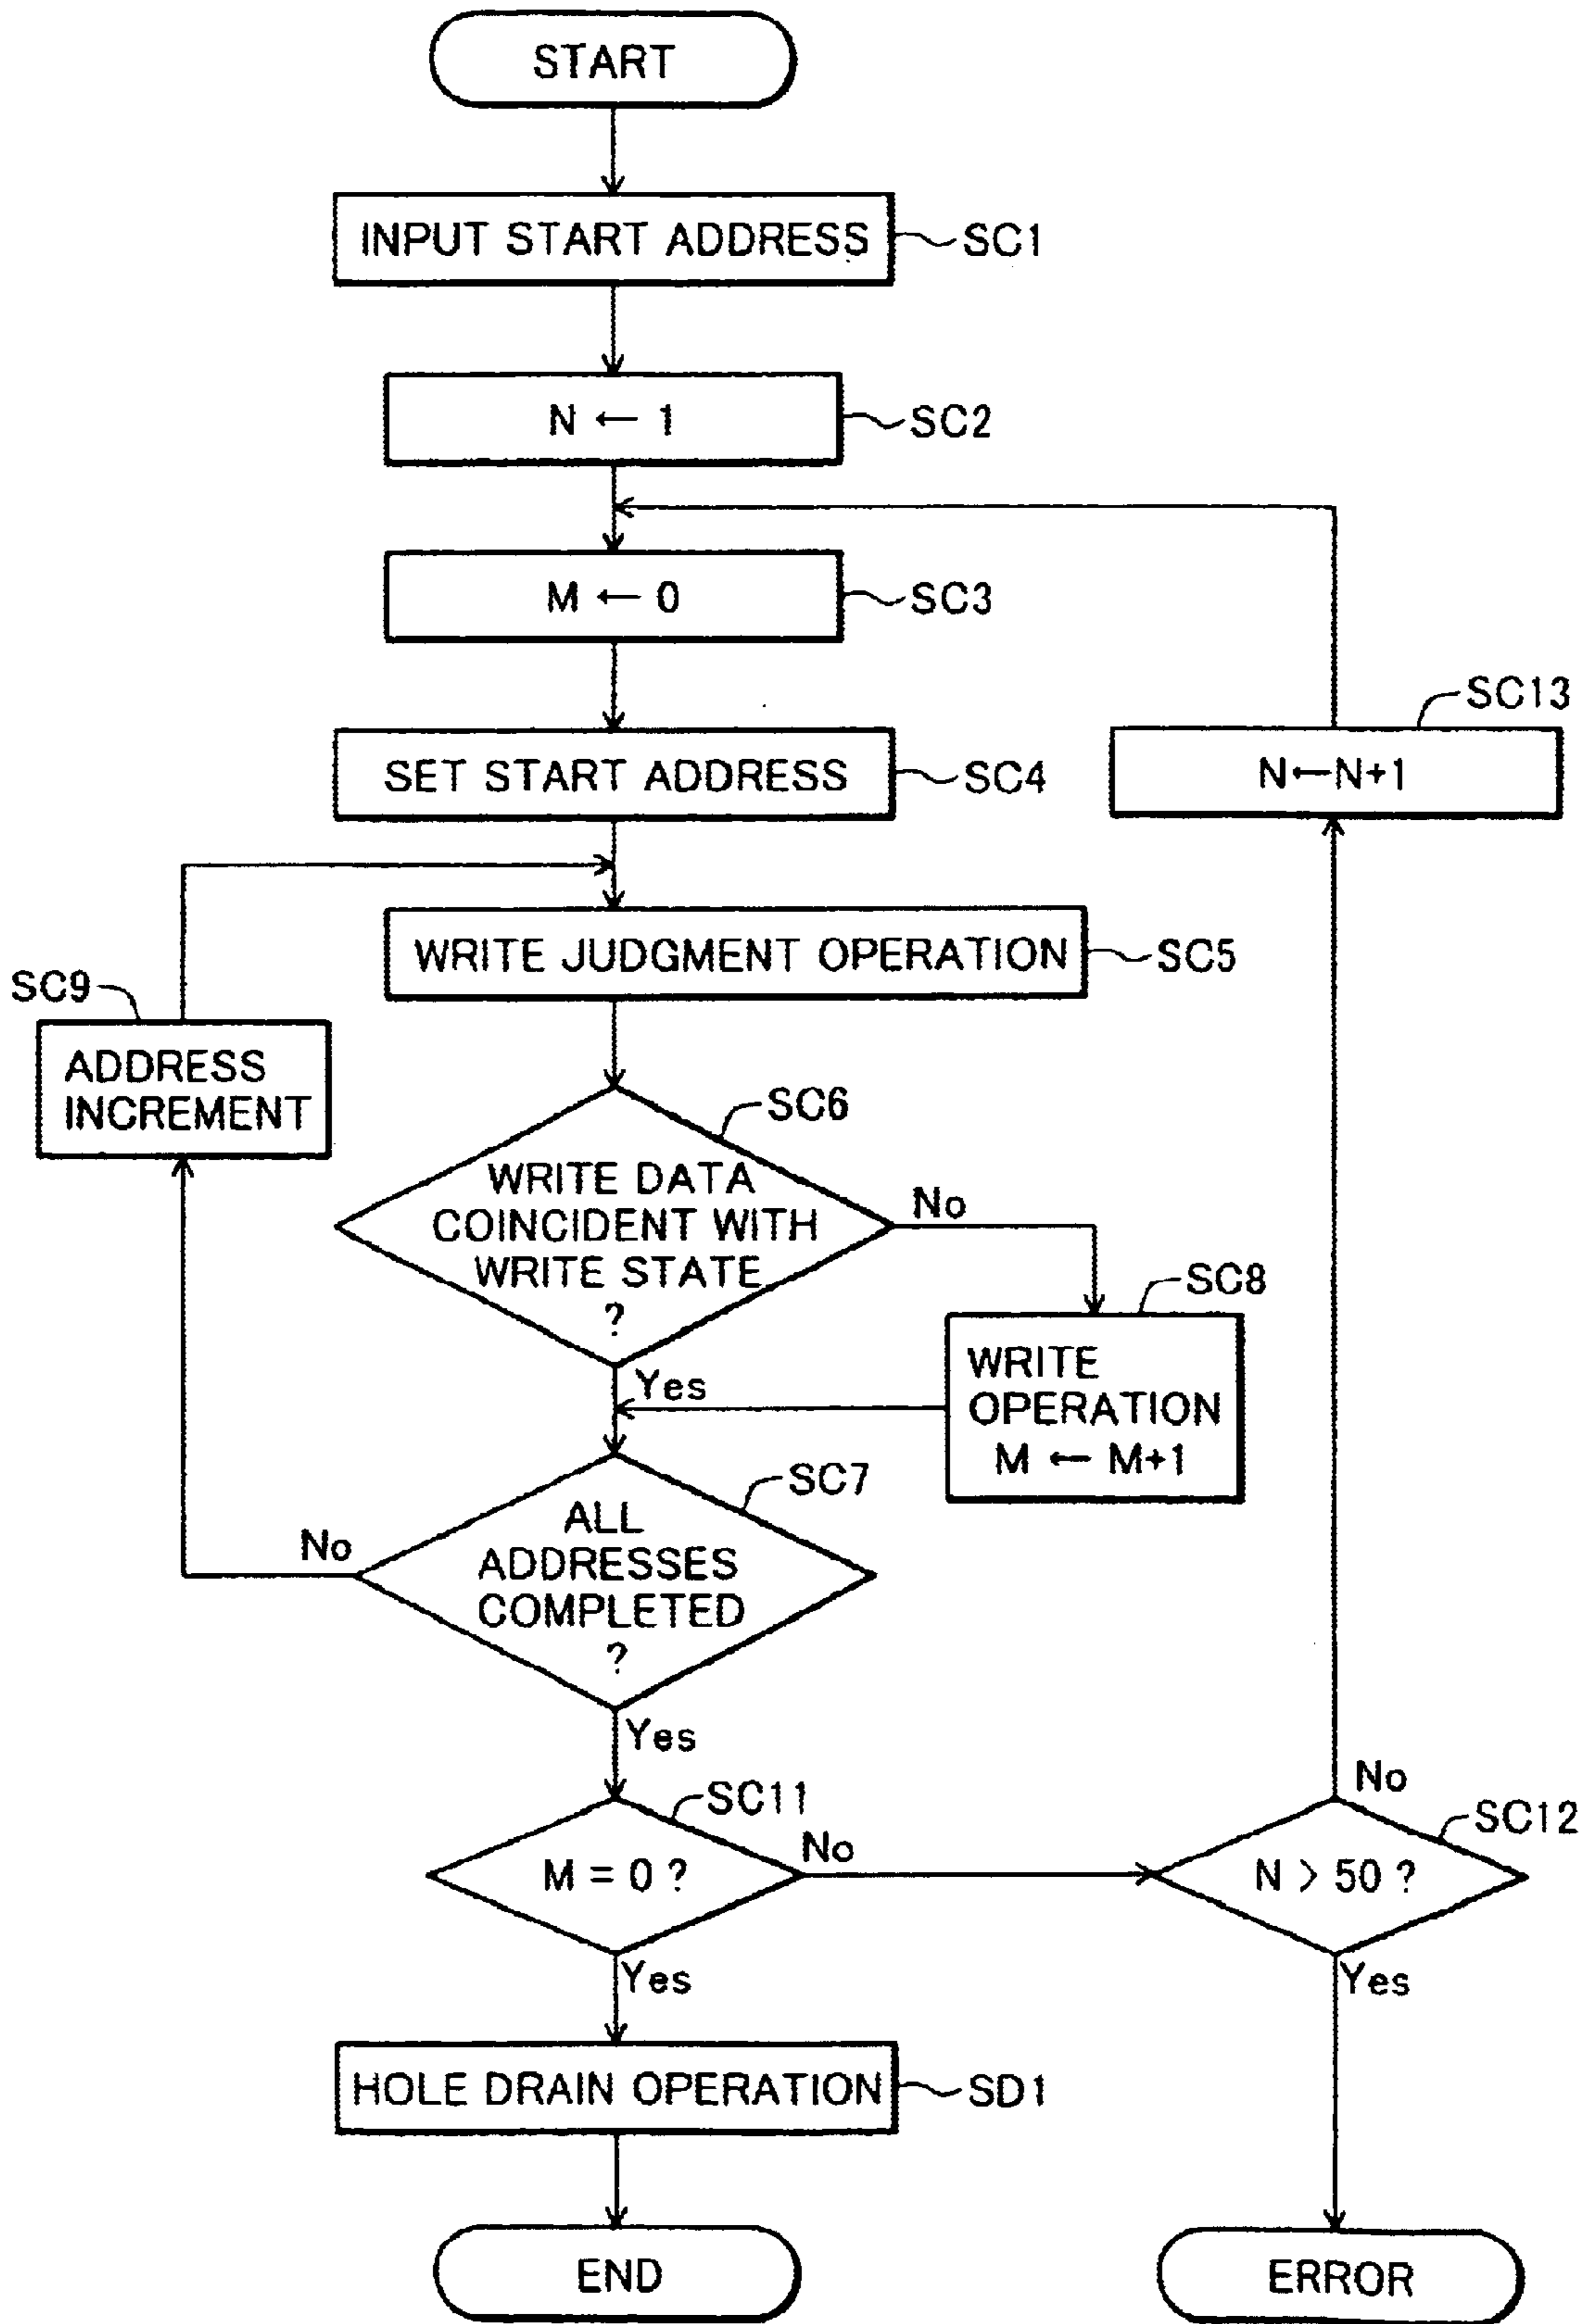 START
INPUT START ADDRESS
SC1
N ← 1
SC2
M ← 0
SC3
SC13
N←N+1
SET START ADDRESS
SC4
WRITE JUDGMENT OPERATION
SC5
SC9
ADDRESS
INCREMENT
SC6
WRITE DATA
COINCIDENT WITH
WRITE STATE
?
No
SC8
WRITE
OPERATION
M ← M+1
Yes
SC7
ALL
ADDRESSES
COMPLETED
?
No
Yes
SC11
M = 0 ?
No
No
SC12
N > 50 ?
Yes
Yes
HOLE DRAIN OPERATION
SD1
END
ERROR